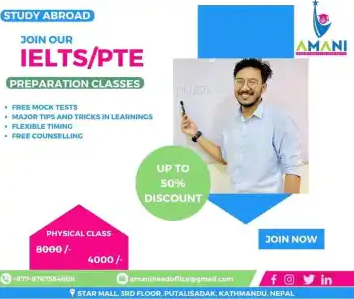 STUDY ABROAD
AMANI
JOIN OUR
IELTS/PTE
PREPARATION CLASSES
• FREE MOCK TESTS
• MAJOR TIPS AND TRICKS IN LEARNINGS
• FLEXIBLE TIMING
• FREE COUNSELLING
UP TO
50%
DISCOUNT
PHYSICAL CLASS
8000 /-
4000 /-
JOIN NOW
amaniheadoffice@gmail.com
STAR MALL, 3RD FLOOR, PUTALISADAK, KATHMANDU, NEPAL